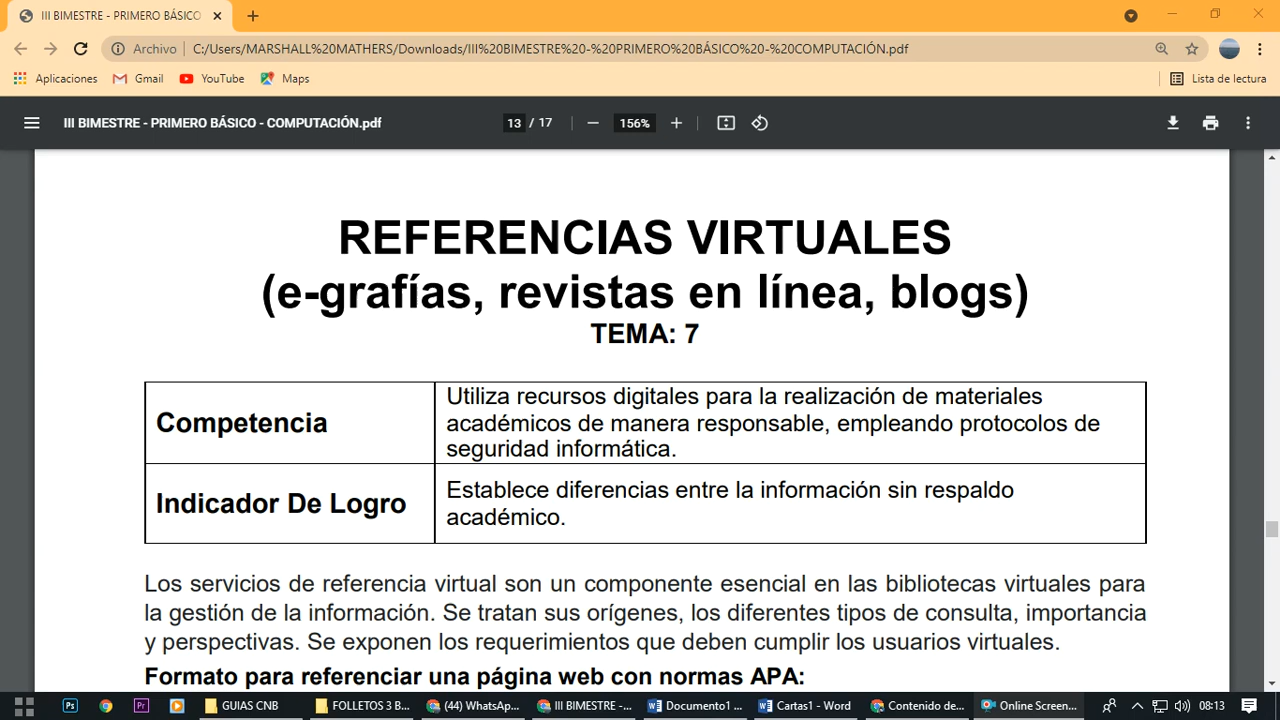 III BIMESTRE - PRIMERO BÁSICO
Archivo | C:/Users/MARSHALL%20MATHERS/Downloads/III%20BIMESTRE%20-%20PRIMERO%20BÁSICO%20-%20COMPUTACIÓN.pdf
Aplicaciones Gmail YouTube Maps Lista de lectura
III BIMESTRE - PRIMERO BÁSICO - COMPUTACIÓN.pdf 13 / 17 156%
REFERENCIAS VIRTUALES
(e-grafías, revistas en línea, blogs)
TEMA: 7
Competencia
Utiliza recursos digitales para la realización de materiales
académicos de manera responsable, empleando protocolos de
seguridad informática.
Indicador De Logro
Establece diferencias entre la información sin respaldo
académico.
Los servicios de referencia virtual son un componente esencial en las bibliotecas virtuales para
la gestión de la información. Se tratan sus orígenes, los diferentes tipos de consulta, importancia
y perspectivas. Se exponen los requerimientos que deben cumplir los usuarios virtuales.
Formato para referenciar una página web con normas APA:
Ps Pr GUIAS CNB FOLLETOS 3 B... (44) WhatsAp... III BIMESTRE -... Documento1 ... Cartas1 - Word Contenido de... Online Screen... 08:13